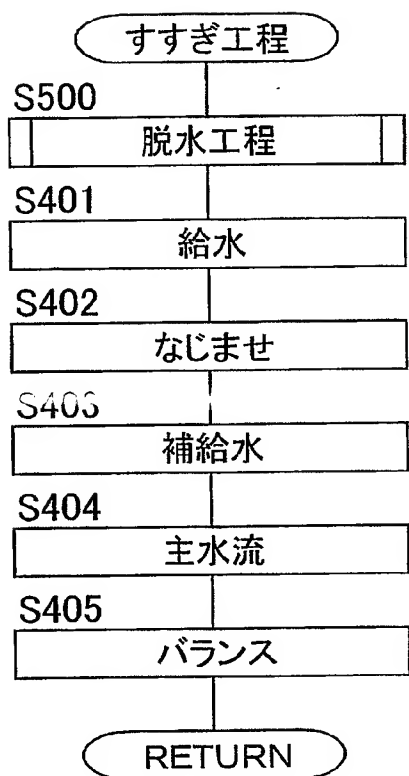 すすぎ工程
S500
脱水工程
S401
給水
S402
なじませ
S403
補給水
S404
主水流
S405
バランス
RETURN